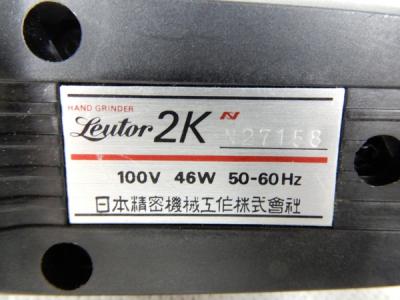 HAND GRINDER
Leutor 2K N N27158
100V 46W 50-60Hz
日本精密機械工作株式會社